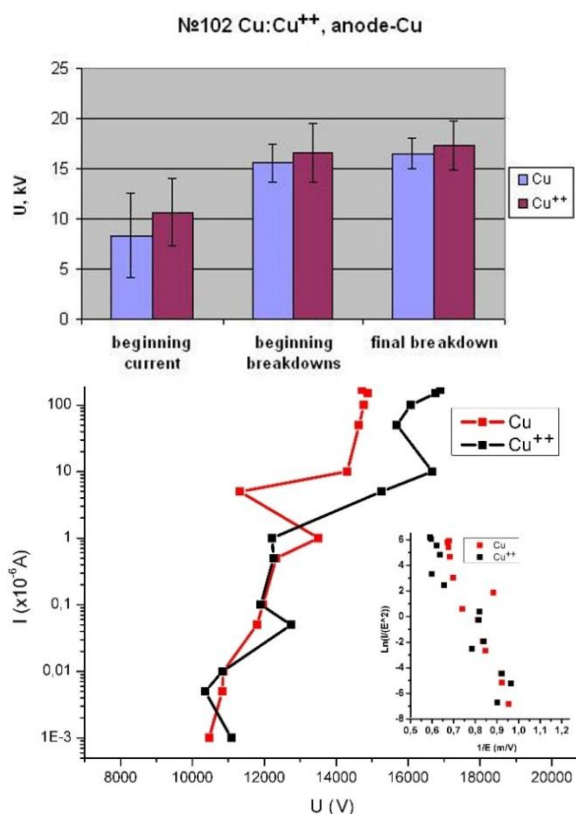 №102 Cu:Cu++, anode-Cu
25
20
15
10
5
0
U, kV
Cu
Cu++
beginning current
beginning breakdowns
final breakdown
100
10
1
0,1
0,01
1E-3
I (x10-6A)
Cu
Cu++
8000 10000 12000 14000 16000 18000 20000
U (V)
6
4
2
0
-2
-4
-6
-8
Ln(I/(E^2))
Cu
Cu++
0,5 0,6 0,7 0,8 0,9 1,0 1,1 1,2
1/E (m/V)